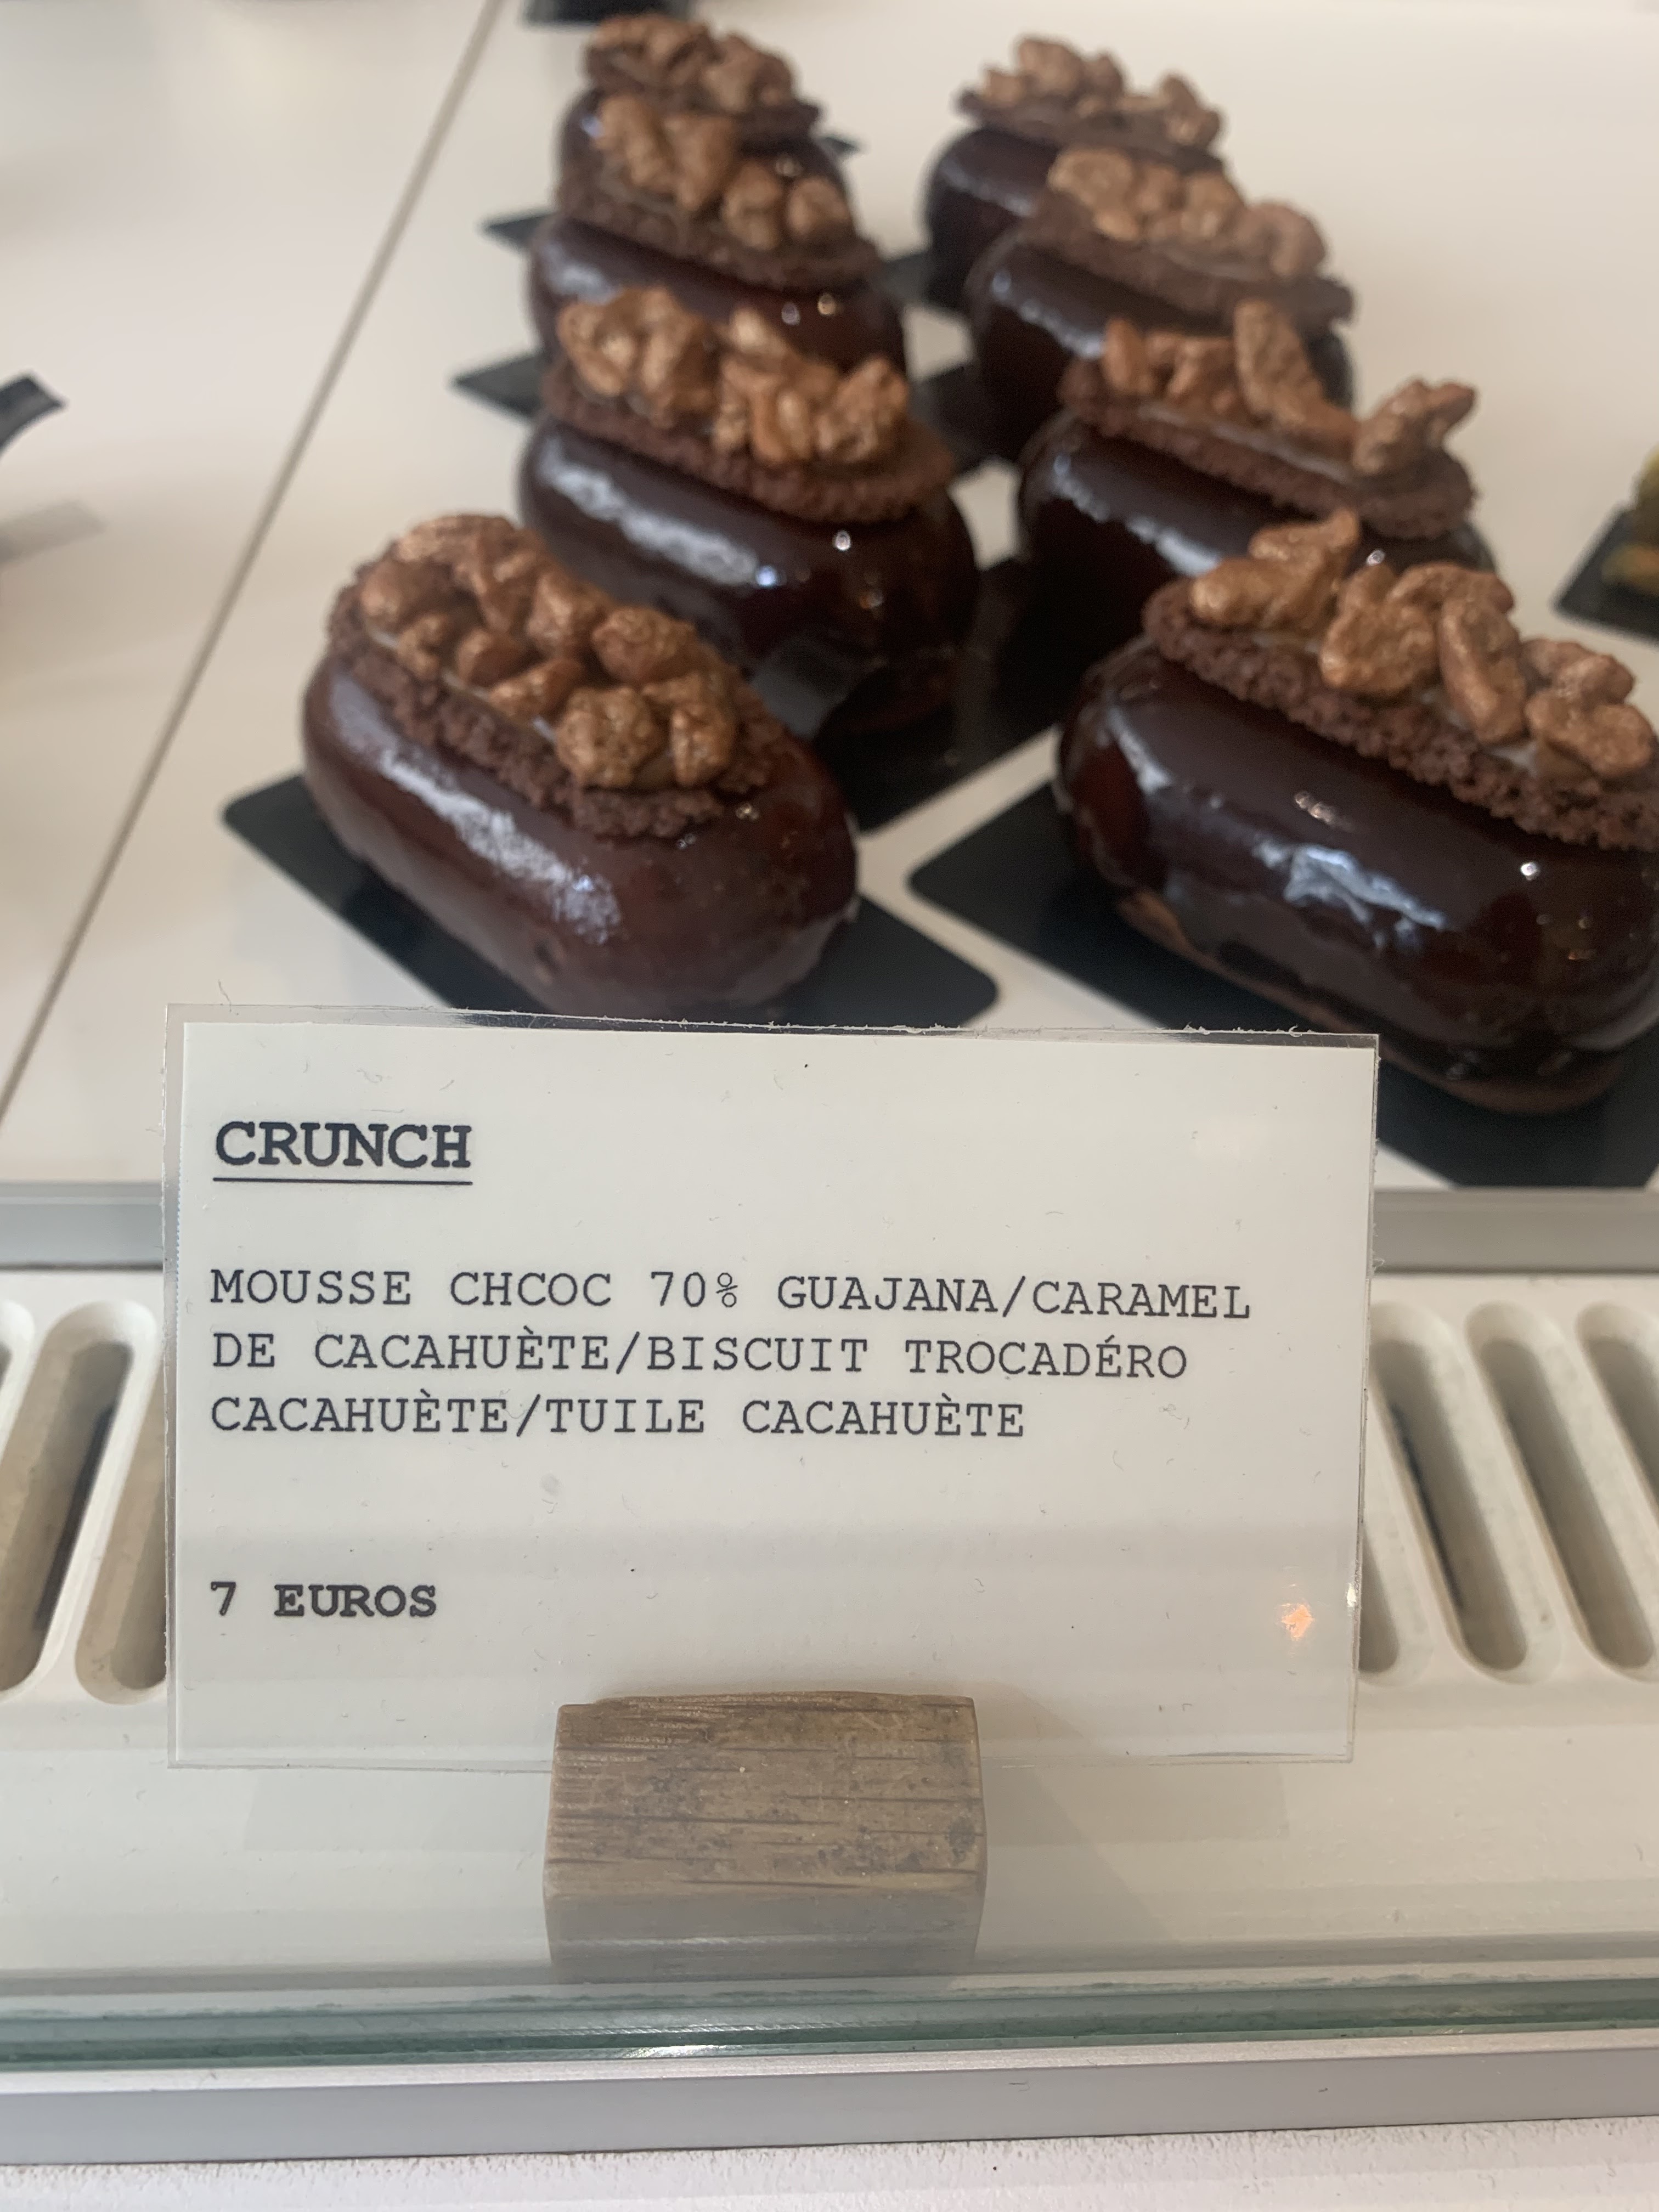 CRUNCH
MOUSSE CHCOC 70% GUAJANA/CARAMEL
DE CACAHUÈTE/BISCUIT TROCADÉRO
CACAHUÈTE/TUILE CACAHUÈTE
7 EUROS